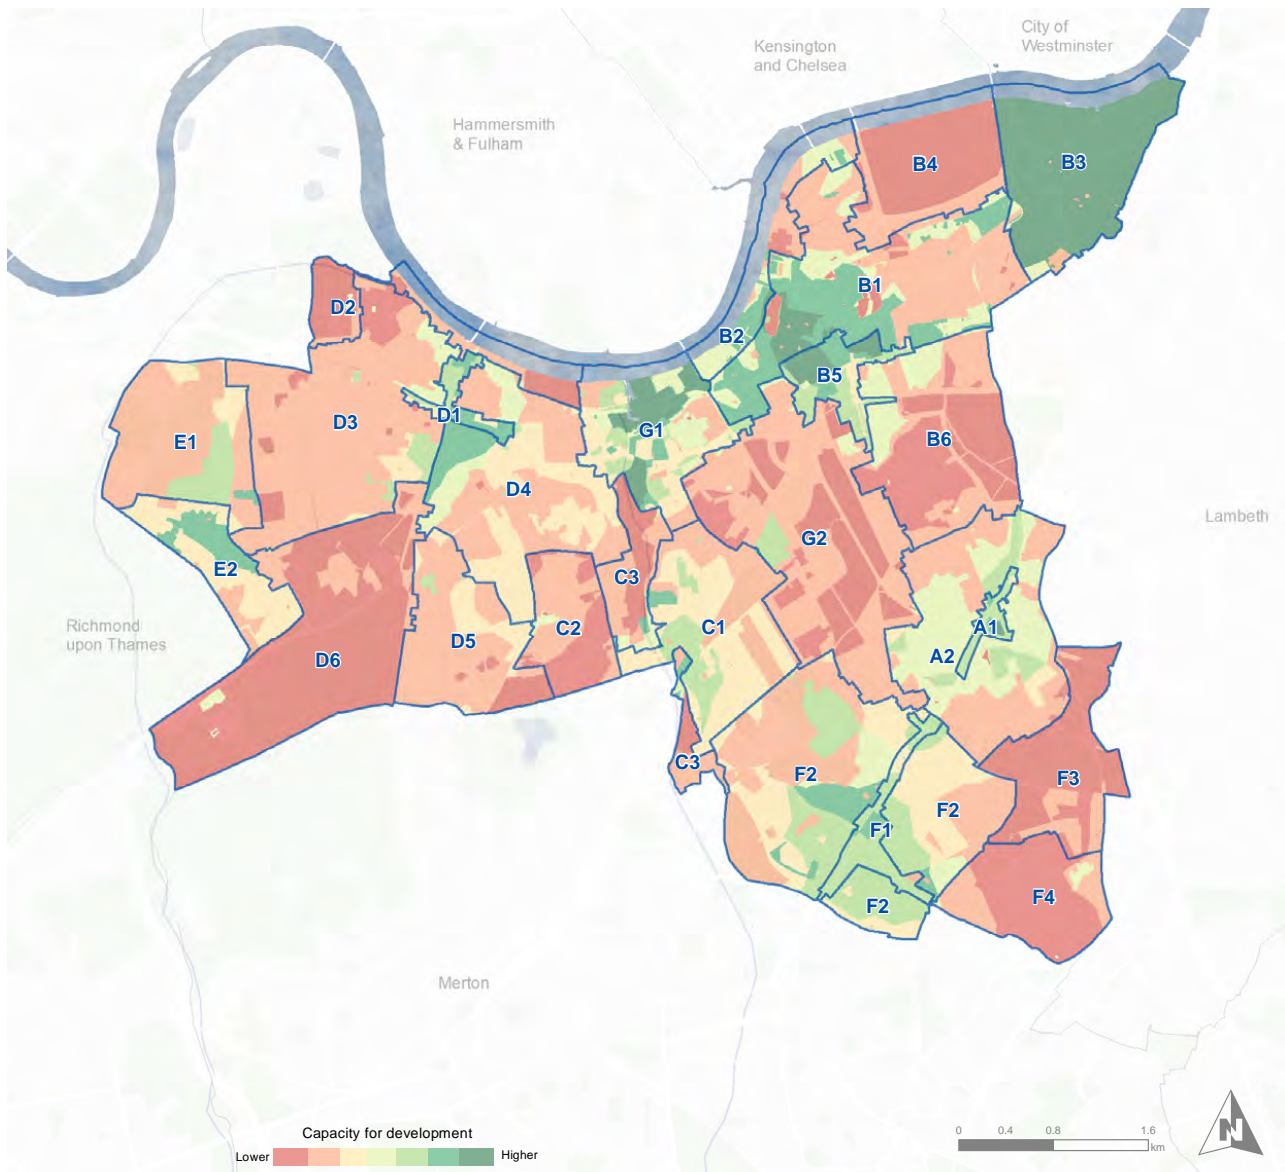 City of
Westminster
Kensington
and Chelsea
Hammersmith
& Fulham
B4
B3
B1
D2
B2
B5
D1
D3
G1
E1
B6
D4
Lambeth
G2
E2
C3
A1
C2
C1
Richmond
upon Thames
D5
A2
D6
C3
F2
F3
F2
F1
F4
F2
Merton
Capacity for development
Lower
Higher
0
0.4
0.8
1.6
km
N